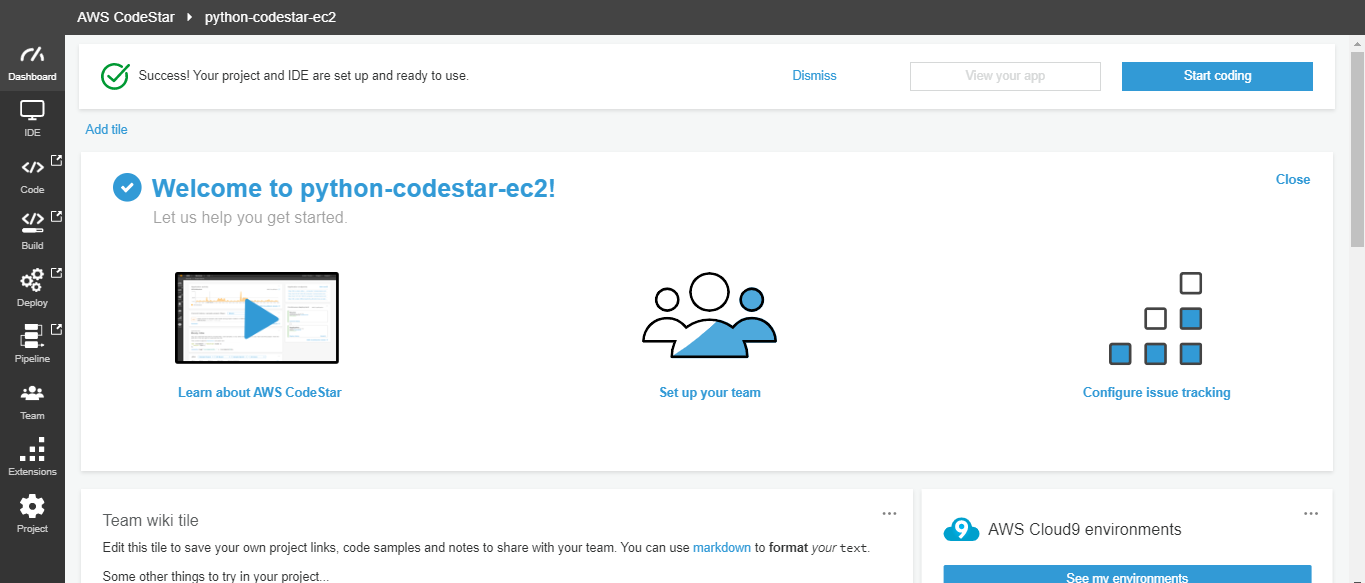 AWS CodeStar python-codestar-ec2
Dashboard
IDE
Code
Build
Deploy
Pipeline
Team
Extensions
Project
Success! Your project and IDE are set up and ready to use.
Dismiss
View your app
Start coding
Add tile
Welcome to python-codestar-ec2!
Close
Let us help you get started.
Learn about AWS CodeStar
Set up your team
Configure issue tracking
Team wiki tile
Edit this tile to save your own project links, code samples and notes to share with your team. You can use markdown to format your text.
Some other things to try in your project...
9
AWS Cloud9 environments
See my environments